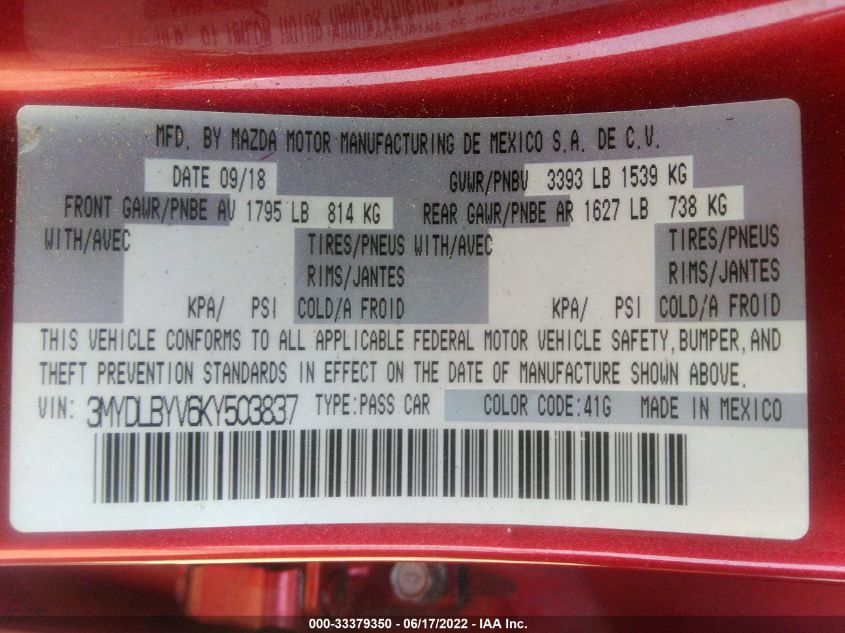 MFD. BY MAZDA MOTOR MANUFACTURING DE MEXICO S.A. DE C.V.
DATE 09/18 GVWR/PNBV 3393 LB 1539 KG
FRONT GAWR/PNBE AV 1795 LB 814 KG REAR GAWR/PNBE AR 1627 LB 738 KG
WITH/AVEC TIRES/PNEUS WITH/AVEC TIRES/PNEUS
RIMS/JANTES RIMS/JANTES
KPA/ PSI COLD/A FROID KPA/ PSI COLD/A FROID
THIS VEHICLE CONFORMS TO ALL APPLICABLE FEDERAL MOTOR VEHICLE SAFETY, BUMPER, AND
THEFT PREVENTION STANDARDS IN EFFECT ON THE DATE OF MANUFACTURE SHOWN ABOVE.
VIN: 3MYDLBYV6KY503837 TYPE:PASS CAR COLOR CODE:41G MADE IN MEXICO
000-33379350 - 06/17/2022 - IAA Inc.